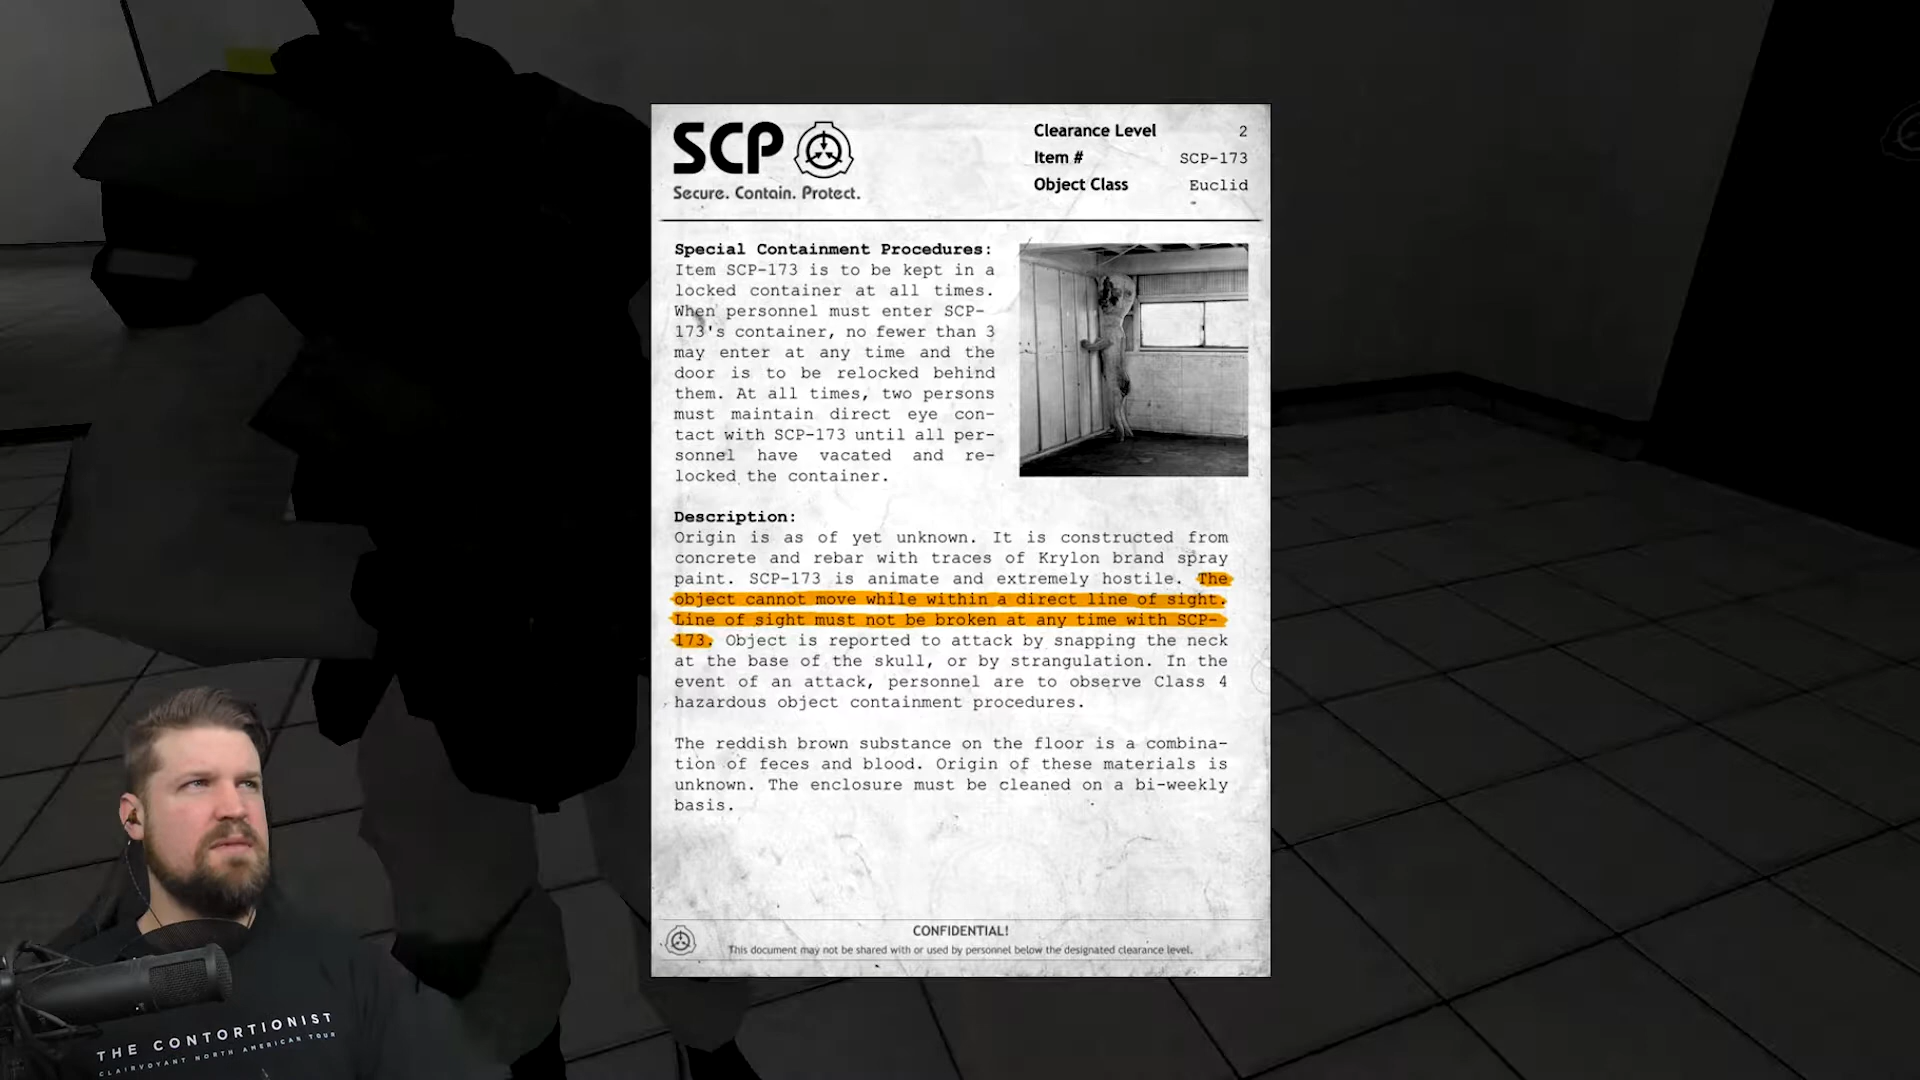 SCP
Secure. Contain. Protect.
Clearance Level 2
Item # SCP-173
Object Class Euclid
Special Containment Procedures:
Item SCP-173 is to be kept in a
locked container at all times.
When personnel must enter SCP-
173's container, no fewer than 3
may enter at any time and the
door is to be relocked behind
them. At all times, two persons
must maintain direct eye con-
tact with SCP-173 until all per-
sonnel have vacated and re-
locked the container.
Description:
Origin is as of yet unknown. It is constructed from
concrete and rebar with traces of Krylon brand spray
paint. SCP-173 is animate and extremely hostile. The
object cannot move while within a direct line of sight.
Line of sight must not be broken at any time with SCP-
173. Object is reported to attack by snapping the neck
at the base of the skull, or by strangulation. In the
event of an attack, personnel are to observe Class 4
hazardous object containment procedures.
The reddish brown substance on the floor is a combina-
tion of feces and blood. Origin of these materials is
unknown. The enclosure must be cleaned on a bi-weekly
basis.
CONFIDENTIAL!
This document may not be shared with or used by personnel below the designated clearance level.
THE CONTORTIONIST
CLAIRVOYANT NORTH AMERICAN TOUR